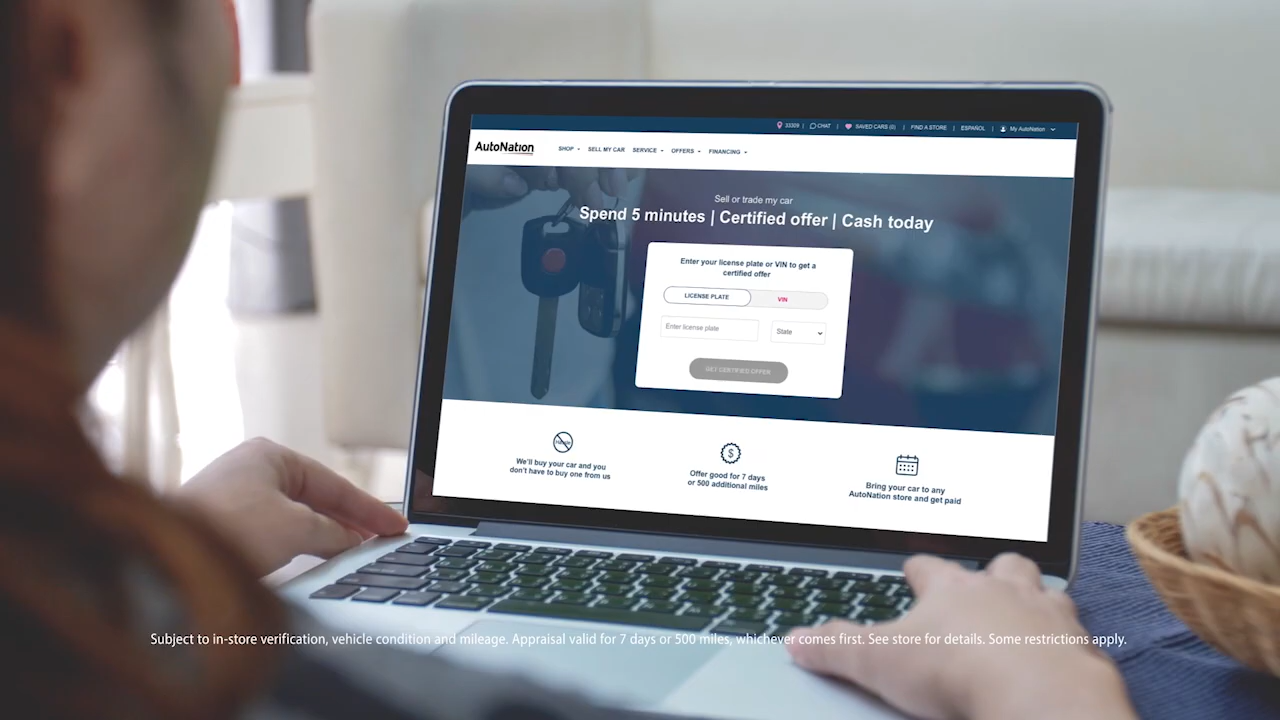 33309 | CHAT | SAVED CARS (0) | FIND A STORE | ESPAÑOL | My AutoNation
AutoNation
SHOP SELL MY CAR SERVICE OFFERS FINANCING
Sell or trade my car
Spend 5 minutes | Certified offer | Cash today
Enter your license plate or VIN to get a
certified offer
LICENSE PLATE VIN
Enter license plate State
GET CERTIFIED OFFER
Haggle
We'll buy your car and you
don't have to buy one from us
$
Offer good for 7 days
or 500 additional miles
Bring your car to any
AutoNation store and get paid
Subject to in-store verification, vehicle condition and mileage. Appraisal valid for 7 days or 500 miles, whichever comes first. See store for details. Some restrictions apply.